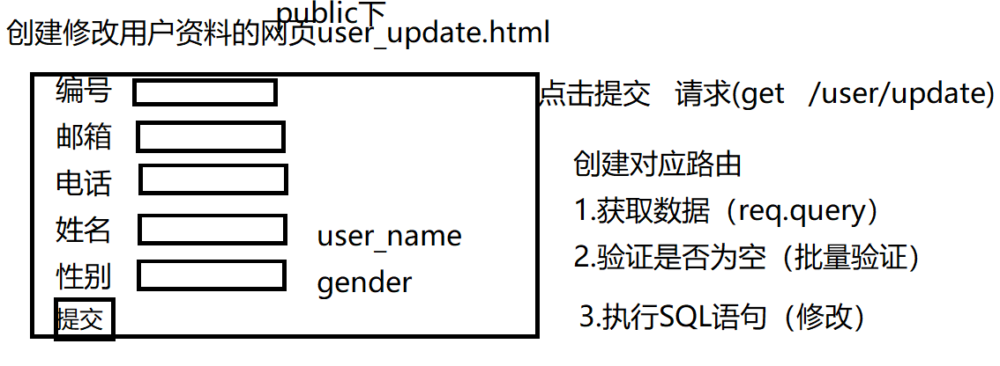 public下
创建修改用户资料的网页user_update.html
编号
点击提交 请求(get /user/update)
邮箱
电话
姓名
user_name
性别
gender
提交
创建对应路由
1.获取数据（req.query）
2.验证是否为空（批量验证）
3.执行SQL语句（修改）